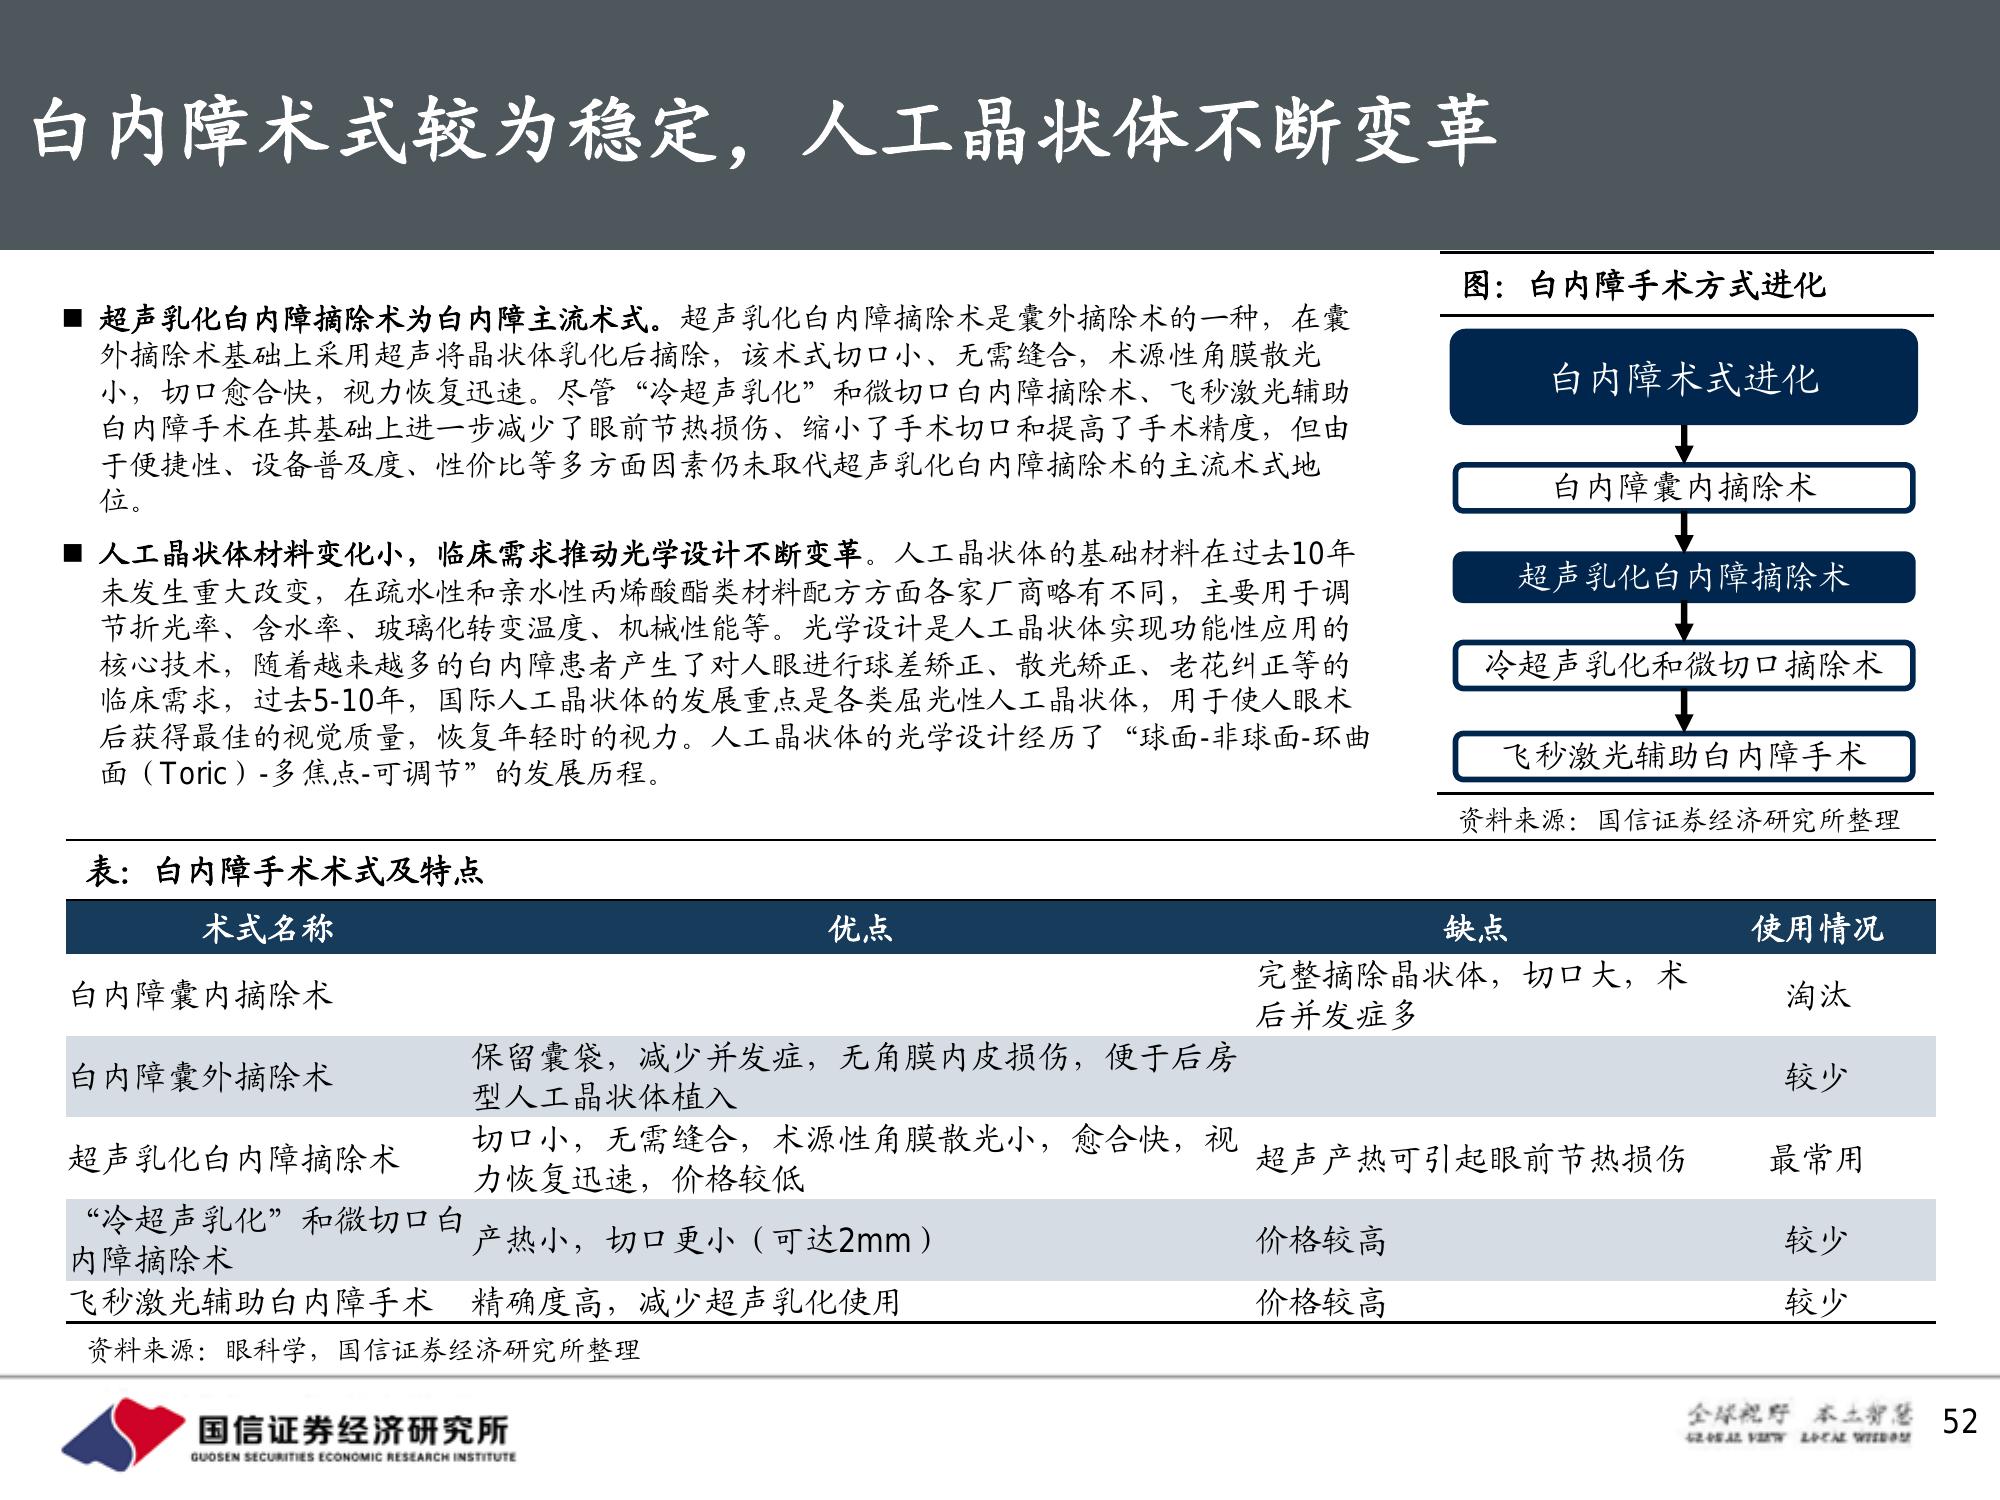 白内障术式较为稳定，人工晶状体不断变革
■ 超声乳化白内障摘除术为白内障主流术式。超声乳化白内障摘除术是囊外摘除术的一种，在囊
外摘除术基础上采用超声将晶状体乳化后摘除，该术式切口小、无需缝合，术源性角膜散光
小，切口愈合快，视力恢复迅速。尽管“冷超声乳化”和微切口白内障摘除术、飞秒激光辅助
白内障手术在其基础上进一步减少了眼前节热损伤、缩小了手术切口和提高了手术精度，但由
于便捷性、设备普及度、性价比等多方面因素仍未取代超声乳化白内障摘除术的主流术式地
位。
■ 人工晶状体材料变化小，临床需求推动光学设计不断变革。人工晶状体的基础材料在过去10年
未发生重大改变，在疏水性和亲水性丙烯酸酯类材料配方方面各家厂商略有不同，主要用于调
节折光率、含水率、玻璃化转变温度、机械性能等。光学设计是人工晶状体实现功能性应用的
核心技术，随着越来越多的白内障患者产生了对人眼进行球差矫正、散光矫正、老花纠正等的
临床需求，过去5-10年，国际人工晶状体的发展重点是各类屈光性人工晶状体，用于使人眼术
后获得最佳的视觉质量，恢复年轻时的视力。人工晶状体的光学设计经历了“球面-非球面-环曲
面（Toric）-多焦点-可调节”的发展历程。
图：白内障手术方式进化
白内障术式进化
白内障囊内摘除术
超声乳化白内障摘除术
冷超声乳化和微切口摘除术
飞秒激光辅助白内障手术
资料来源：国信证券经济研究所整理
表：白内障手术术式及特点
术式名称 优点 缺点 使用情况
白内障囊内摘除术 完整摘除晶状体，切口大，术
后并发症多 淘汰
白内障囊外摘除术 保留囊袋，减少并发症，无角膜内皮损伤，便于后房
型人工晶状体植入 较少
超声乳化白内障摘除术 切口小，无需缝合，术源性角膜散光小，愈合快，视
力恢复迅速，价格较低 超声产热可引起眼前节热损伤 最常用
“冷超声乳化”和微切口白
内障摘除术 产热小，切口更小（可达2mm） 价格较高 较少
飞秒激光辅助白内障手术 精确度高，减少超声乳化使用 价格较高 较少
资料来源：眼科学，国信证券经济研究所整理
国信证券经济研究所
GUOSEN SECURITIES ECONOMIC RESEARCH INSTITUTE
全球视野 本土智慧
GLOBAL VIEW LOCAL WISDOM
52